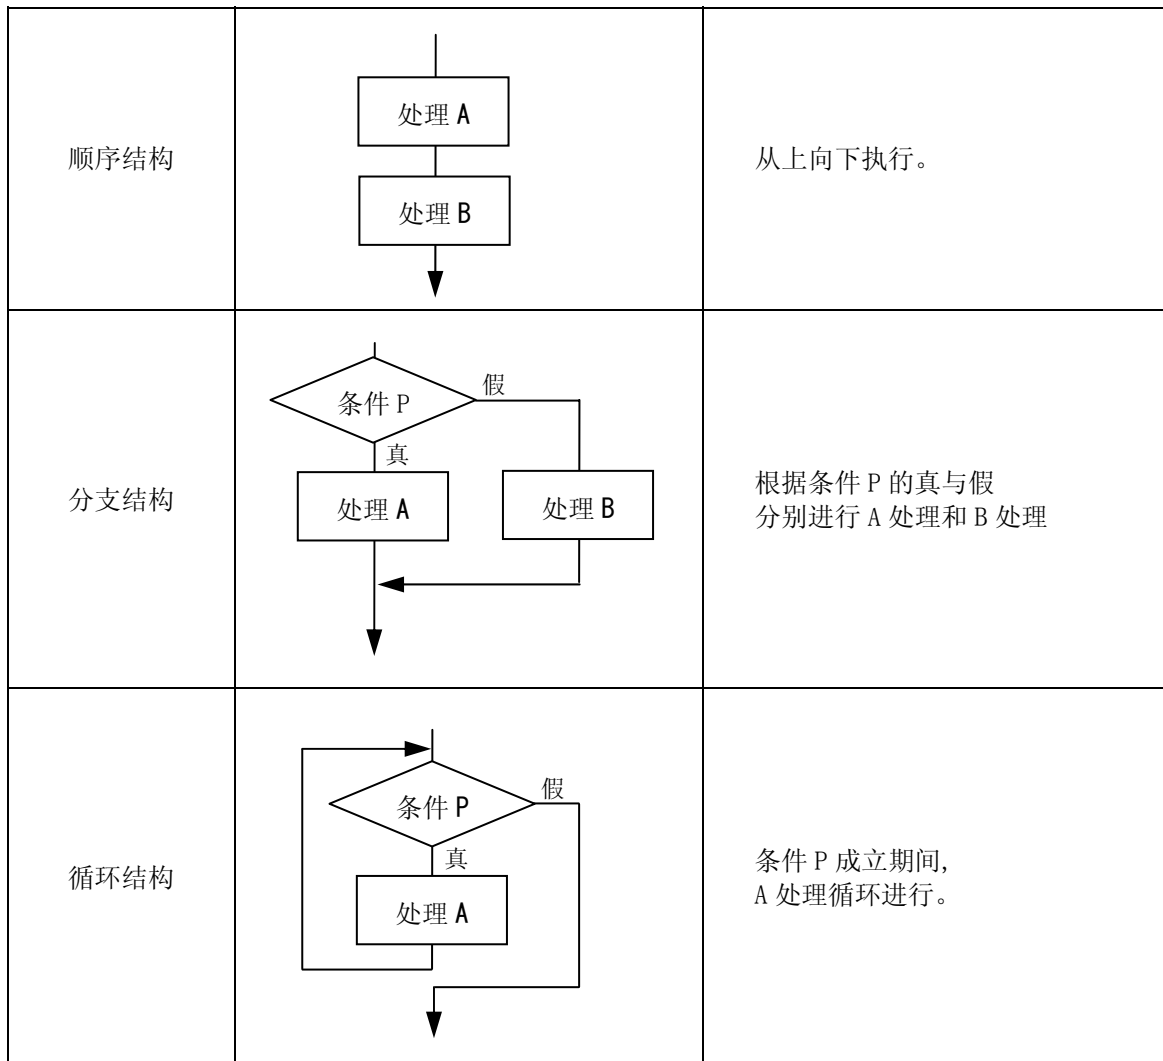 顺序结构
处理 A
处理 B
从上向下执行。
分支结构
条件 P
假
真
处理 A
处理 B
根据条件 P 的真与假
分别进行 A 处理和 B 处理
循环结构
条件 P
假
真
处理 A
条件 P 成立期间,
A 处理循环进行。